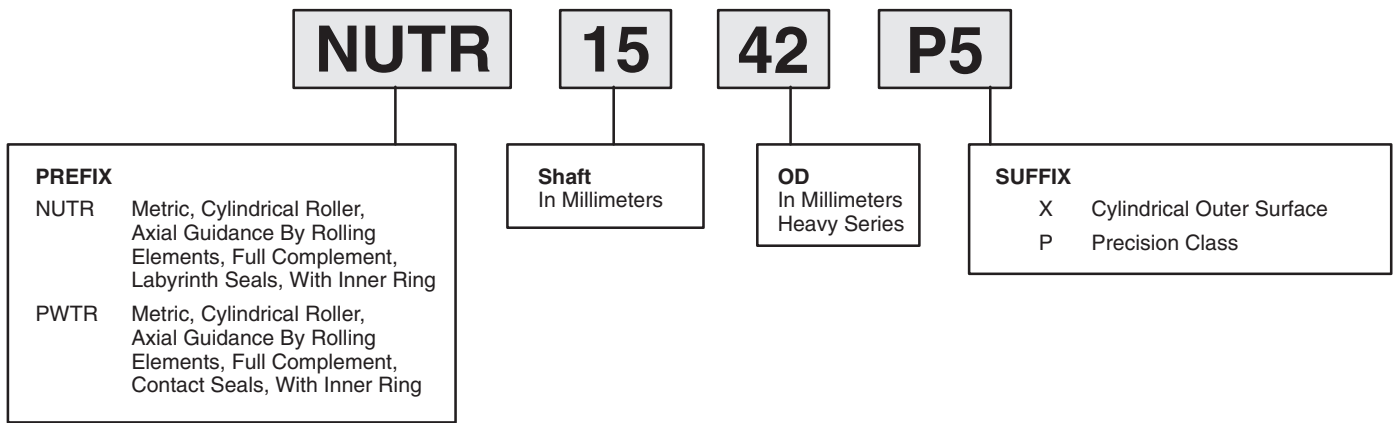 NUTR 15 42 P5
PREFIX
NUTR Metric, Cylindrical Roller,
Axial Guidance By Rolling
Elements, Full Complement,
Labyrinth Seals, With Inner Ring
PWTR Metric, Cylindrical Roller,
Axial Guidance By Rolling
Elements, Full Complement,
Contact Seals, With Inner Ring
Shaft
In Millimeters
OD
In Millimeters
Heavy Series
SUFFIX
X Cylindrical Outer Surface
P Precision Class